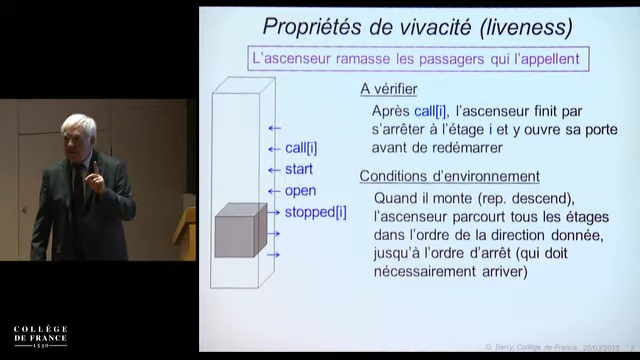 Propriétés de vivacité (liveness)
L'ascenseur ramasse les passagers qui l'appellent
call[i]
start
open
stopped[i]
A vérifier
Après call[i], l'ascenseur finit par
s'arrêter à l'étage i et y ouvre sa porte
avant de redémarrer
Conditions d'environnement
Quand il monte (rep. descend),
l'ascenseur parcourt tous les étages
dans l'ordre de la direction donnée,
jusqu'à l'ordre d'arrêt (qui doit
nécessairement arriver)
COLLÈGE
DE FRANCE
1530
G. Berry, Collège de France - 25/03/2015 7